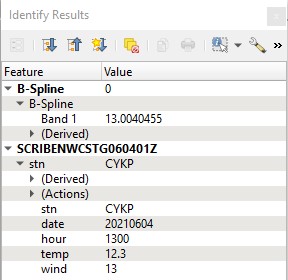 Identify Results
Feature Value
B-Spline 0
B-Spline
Band 1 13.0040455
(Derived)
SCRIBENWCSTG060401Z
stn CYKP
(Derived)
(Actions)
stn CYKP
date 20210604
hour 1300
temp 12.3
wind 13